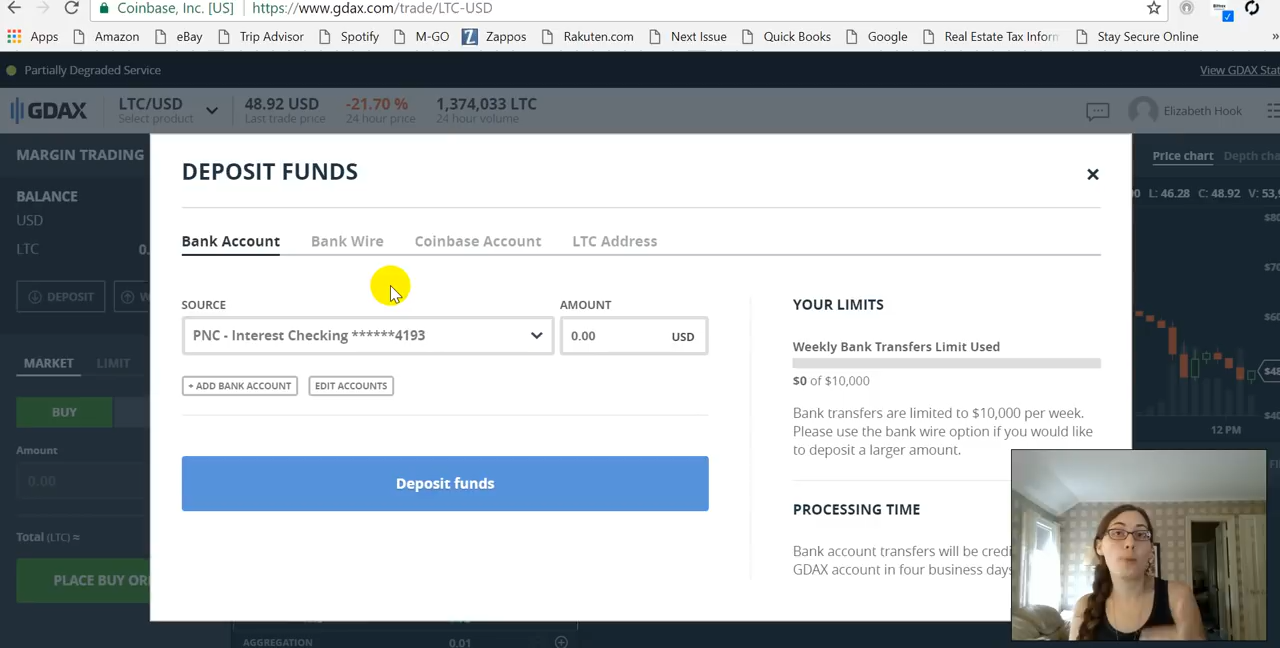 Coinbase, Inc. [US] https://www.gdax.com/trade/LTC-USD
Apps Amazon eBay Trip Advisor Spotify M-GO Zappos Rakuten.com Next Issue Quick Books Google Real Estate Tax Inform Stay Secure Online »
Partially Degraded Service View GDAX Stat
GDAX LTC/USD 48.92 USD -21.70 % 1,374,033 LTC Elizabeth Hook
Select product Last trade price 24 hour price 24 hour volume
MARGIN TRADING Price chart Depth cha
DEPOSIT FUNDS
BALANCE L: 46.28 C: 48.92 V: 53,
USD
LTC 0.
Bank Account Bank Wire Coinbase Account LTC Address
DEPOSIT W
SOURCE AMOUNT YOUR LIMITS
PNC - Interest Checking ******4193 0.00 USD
Weekly Bank Transfers Limit Used
MARKET LIMIT
$0 of $10,000
+ ADD BANK ACCOUNT EDIT ACCOUNTS
BUY
Bank transfers are limited to $10,000 per week.
Please use the bank wire option if you would like
to deposit a larger amount.
12 PM
Amount
0.00
Deposit funds
PROCESSING TIME
Total (LTC) ≈
Bank account transfers will be credi
GDAX account in four business days
PLACE BUY OR
AGGREGATION 0.01